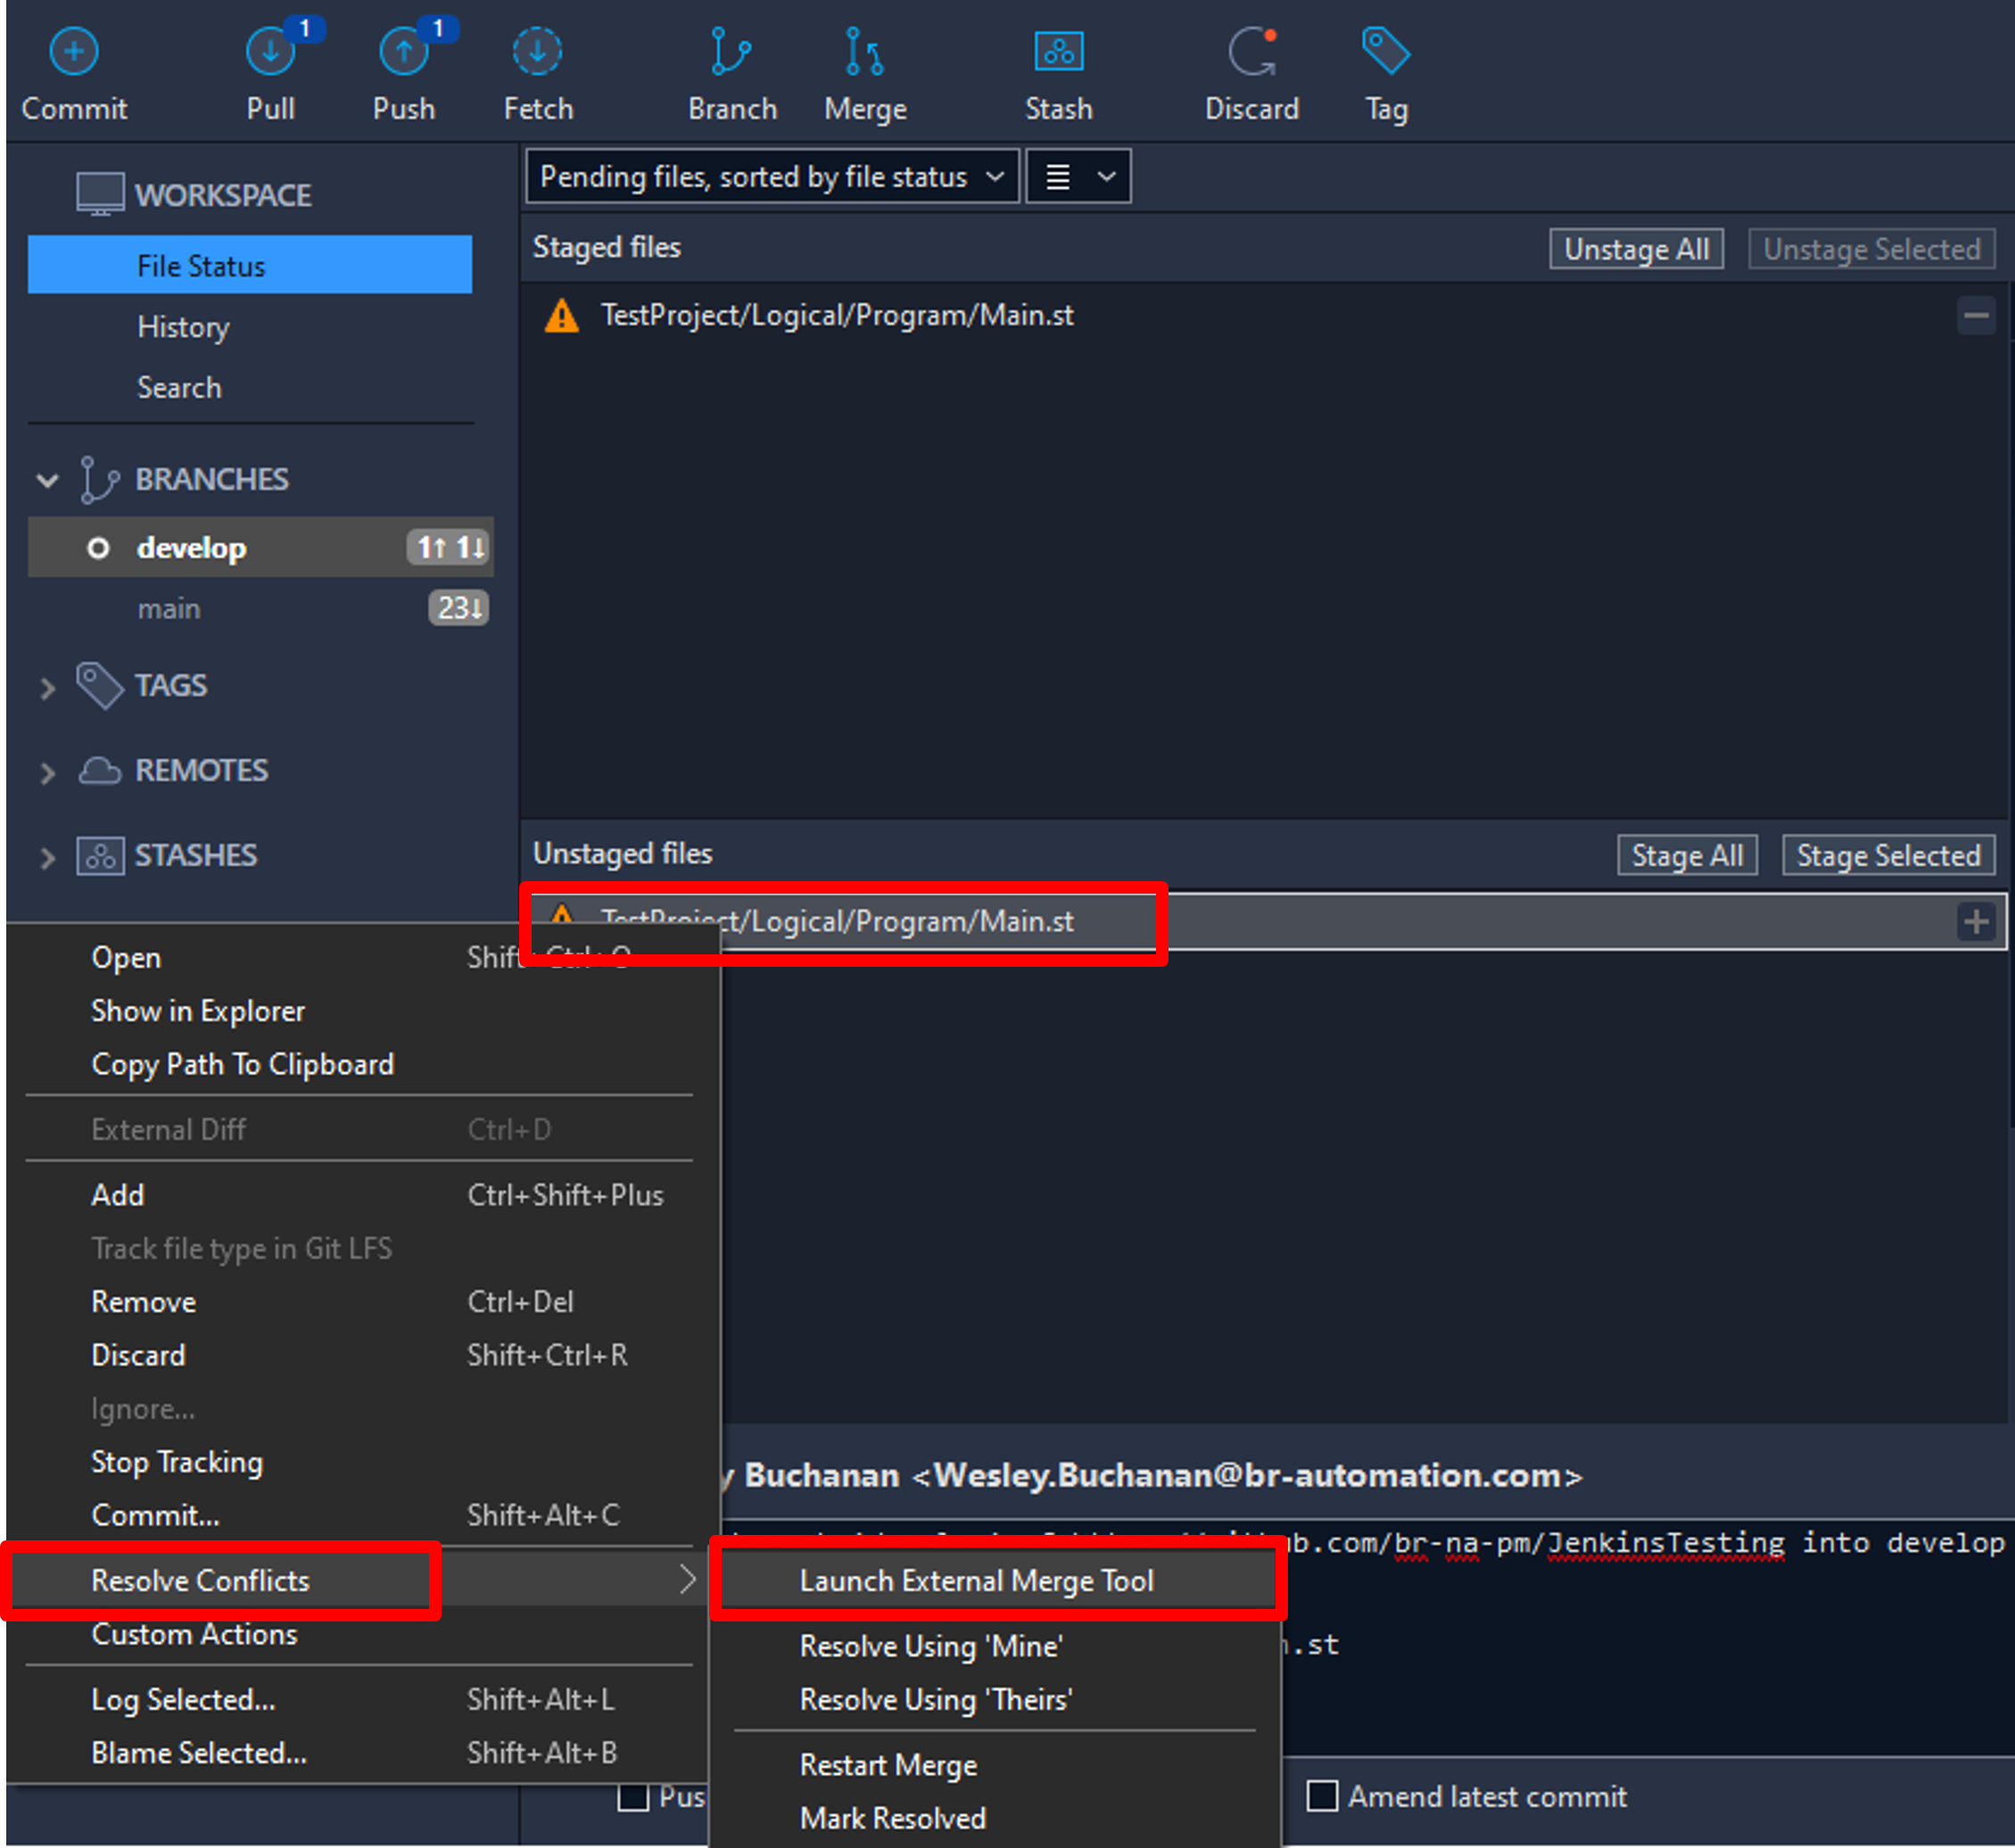 1 1
Commit Pull Push Fetch Branch Merge Stash Discard Tag
WORKSPACE
File Status
History
Search
BRANCHES
develop 1↑ 1↓
main 23↓
TAGS
REMOTES
STASHES
Pending files, sorted by file status
Staged files Unstage All Unstage Selected
TestProject/Logical/Program/Main.st
Unstaged files Stage All Stage Selected
TestProject/Logical/Program/Main.st
Open Shift+Ctrl+O
Show in Explorer
Copy Path To Clipboard
External Diff Ctrl+D
Add Ctrl+Shift+Plus
Track file type in Git LFS
Remove Ctrl+Del
Discard Shift+Ctrl+R
Ignore...
Stop Tracking
Commit... Shift+Alt+C
Resolve Conflicts
Custom Actions
Log Selected... Shift+Alt+L
Blame Selected... Shift+Alt+B
Launch External Merge Tool
Resolve Using 'Mine'
Resolve Using 'Theirs'
Restart Merge
Mark Resolved
y Buchanan <Wesley.Buchanan@br-automation.com>
b.com/br-na-pm/JenkinsTesting into develop
.st
Pus
Amend latest commit